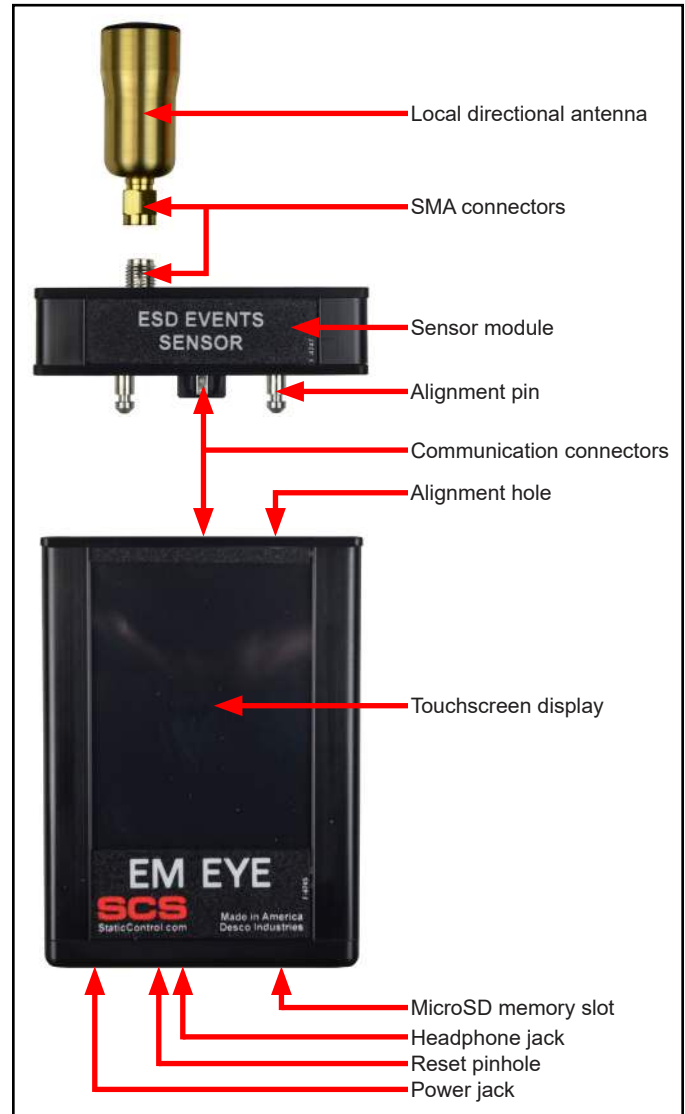 Local directional antenna
SMA connectors
ESD EVENTS
SENSOR
Sensor module
Alignment pin
Communication connectors
Alignment hole
Touchscreen display
EM EYE
SCS
StaticControl.com
Made in America
Desco Industries
MicroSD memory slot
Headphone jack
Reset pinhole
Power jack